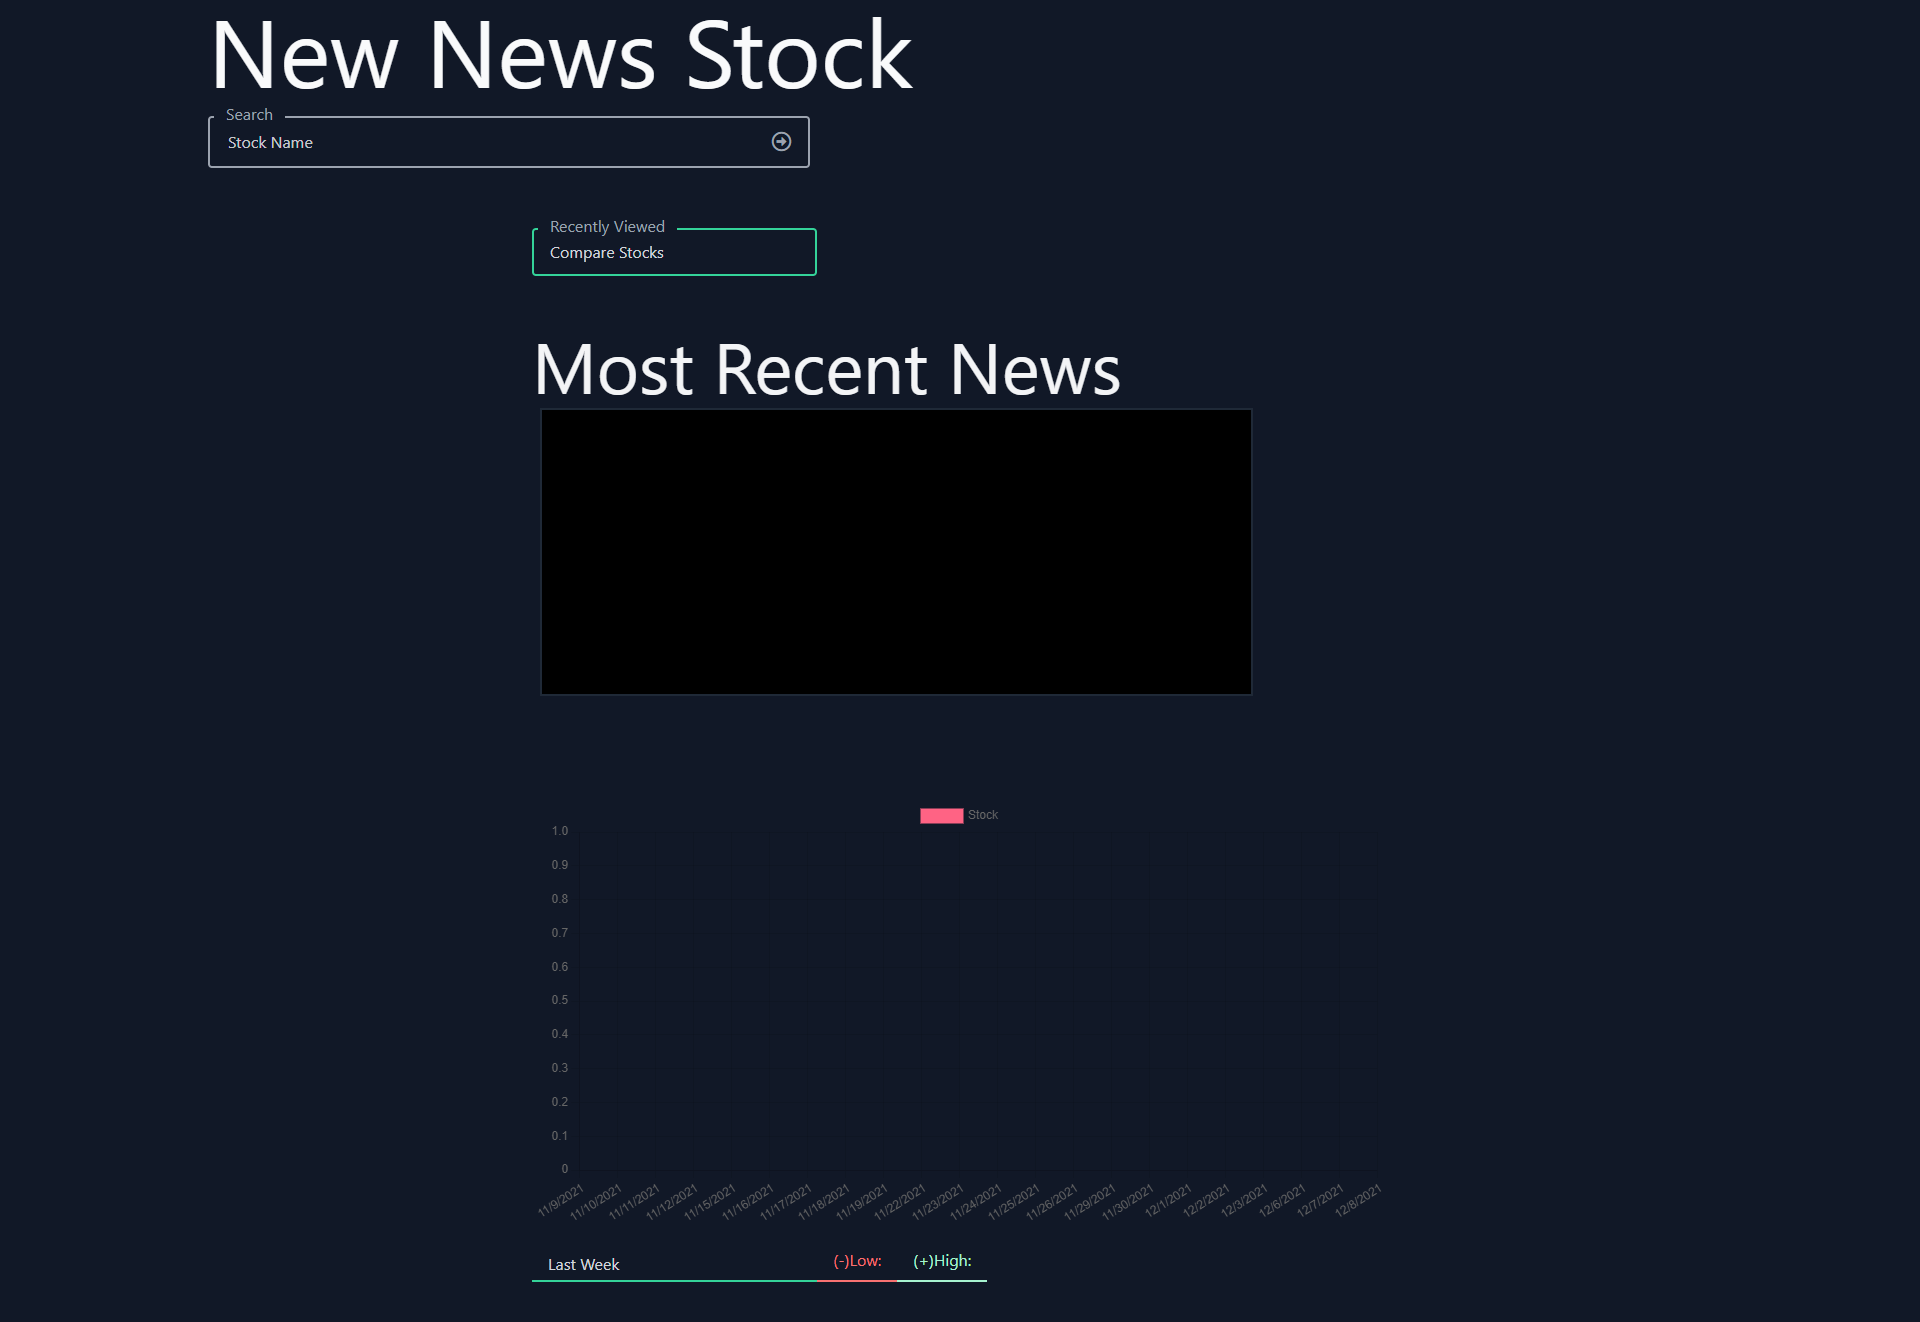 New News Stock
Search
Stock Name
Recently Viewed
Compare Stocks
Most Recent News
Stock
1.0
0.9
0.8
0.7
0.6
0.5
0.4
0.3
0.2
0.1
0
11/9/2021 11/10/2021 11/11/2021 11/12/2021 11/15/2021 11/16/2021 11/17/2021 11/18/2021 11/19/2021 11/22/2021 11/23/2021 11/24/2021 11/25/2021 11/26/2021 11/29/2021 11/30/2021 12/1/2021 12/2/2021 12/3/2021 12/6/2021 12/7/2021 12/8/2021
Last Week (-)Low: (+)High: